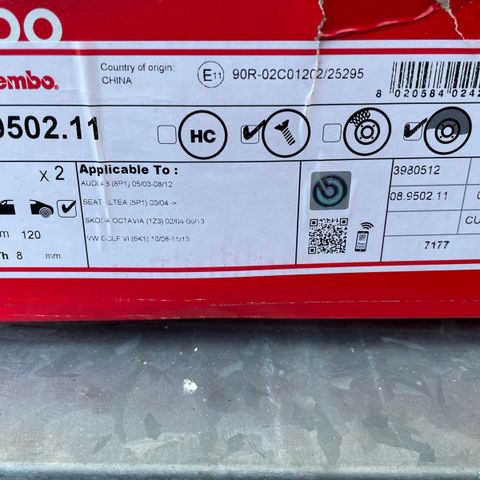 embo.
Country of origin:
CHINA
E11 90R-02C01202/25295
8 020584 0242
9502.11
HC
x 2
Applicable To :
AUDI A3 (8P1) 05/03-08/12
SEAT ALTEA (5P1) 03/04 ->
SKODA OCTAVIA (1Z3) 02/04-06/13
VW GOLF VI (5K1) 10/08-11/13
m 120
Th 8 mm
3980512
08.9502.11
CU
7177